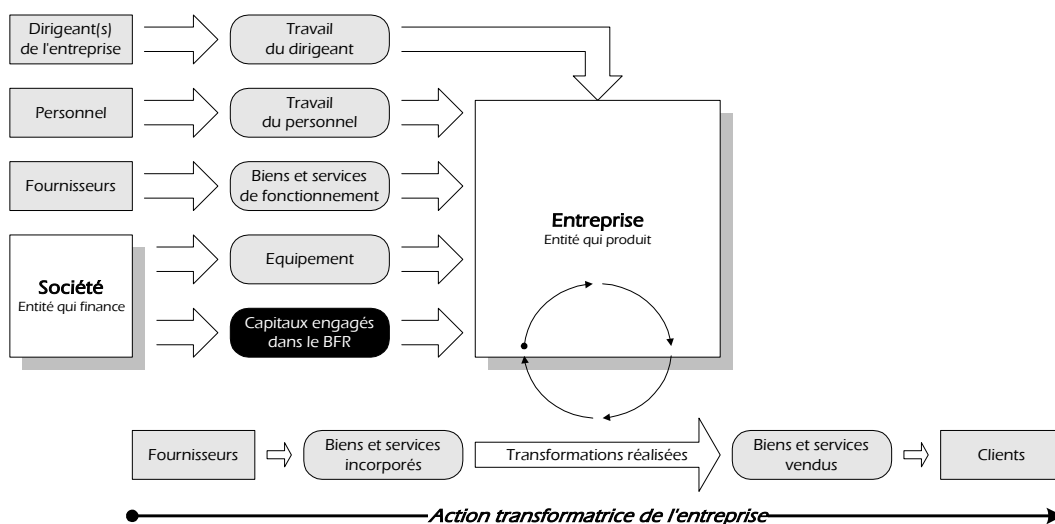 Dirigeant(s)
de l'entreprise
Travail
du dirigeant
Personnel
Travail
du personnel
Fournisseurs
Biens et services
de fonctionnement
Société
Entité qui finance
Equipement
Capitaux engagés
dans le BFR
Entreprise
Entité qui produit
Fournisseurs
Biens et services
incorporés
Transformations réalisées
Biens et services
vendus
Clients
Action transformatrice de l'entreprise